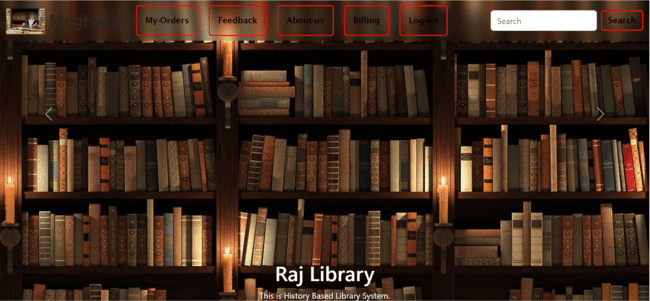 My-Orders Feedback About-us Billing Logout Search Search
Raj Library
This is History Based Library System.